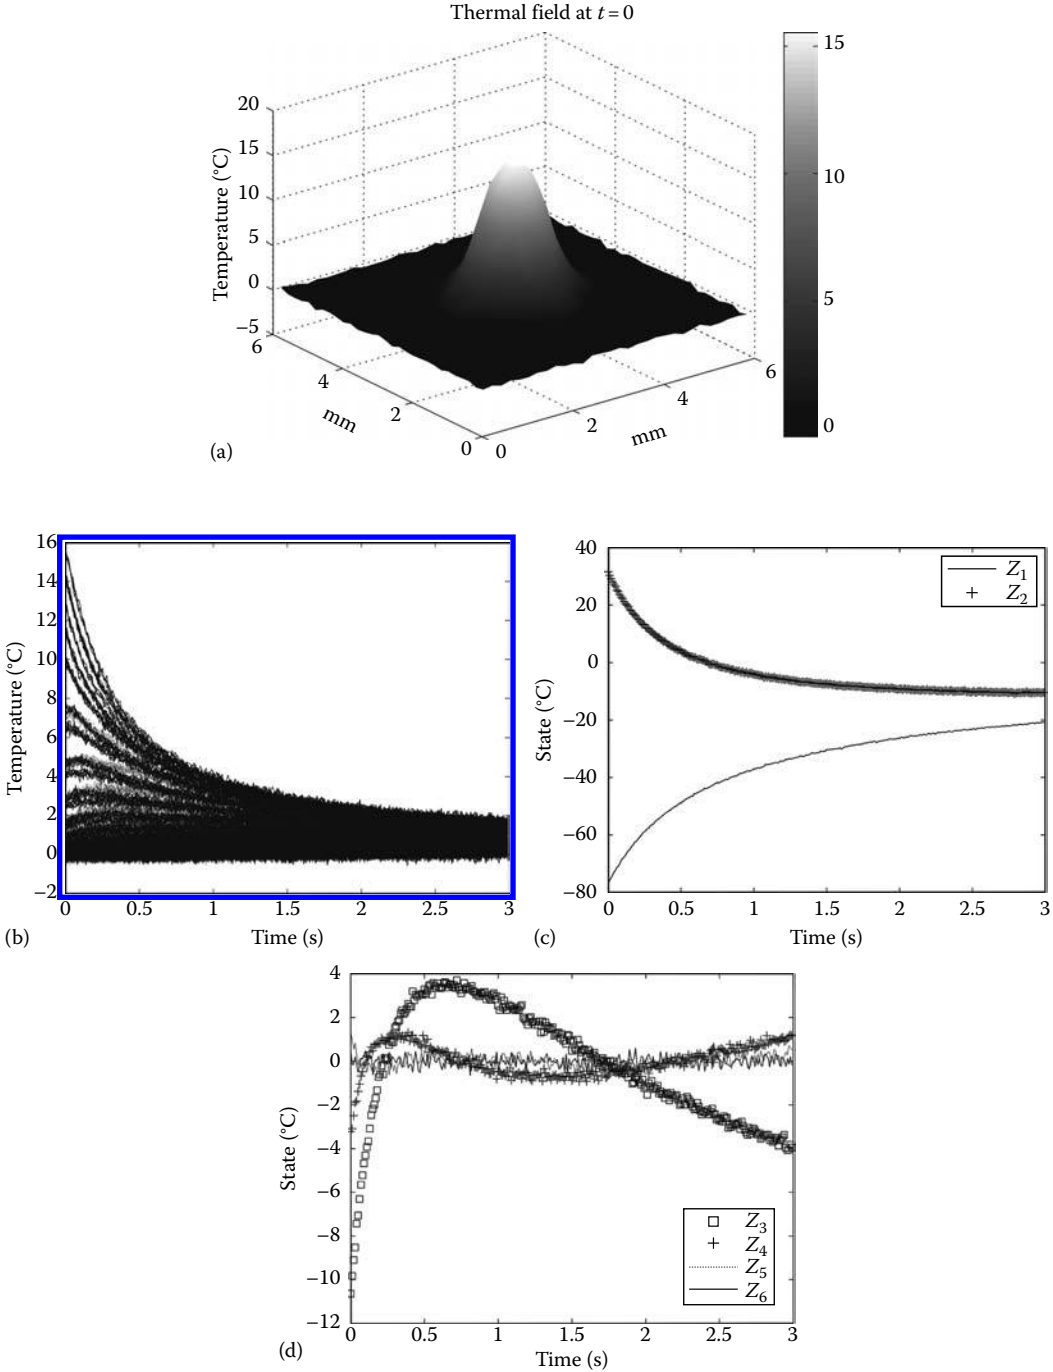 Thermal field at t = 0
Temperature (°C)
20
15
10
5
0
−5
6
4
2
0
mm
0
2
4
6
mm
15
10
5
0
(a)
Temperature (°C)
16
14
12
10
8
6
4
2
0
−2
0 0.5 1 1.5 2 2.5 3
(b)
Time (s)
State (°C)
40
20
0
−20
−40
−60
−80
Z1
Z2
0 0.5 1 1.5 2 2.5 3
(c)
Time (s)
State (°C)
4
2
0
−2
−4
−6
−8
−10
−12
Z3
Z4
Z5
Z6
0 0.5 1 1.5 2 2.5 3
(d)
Time (s)